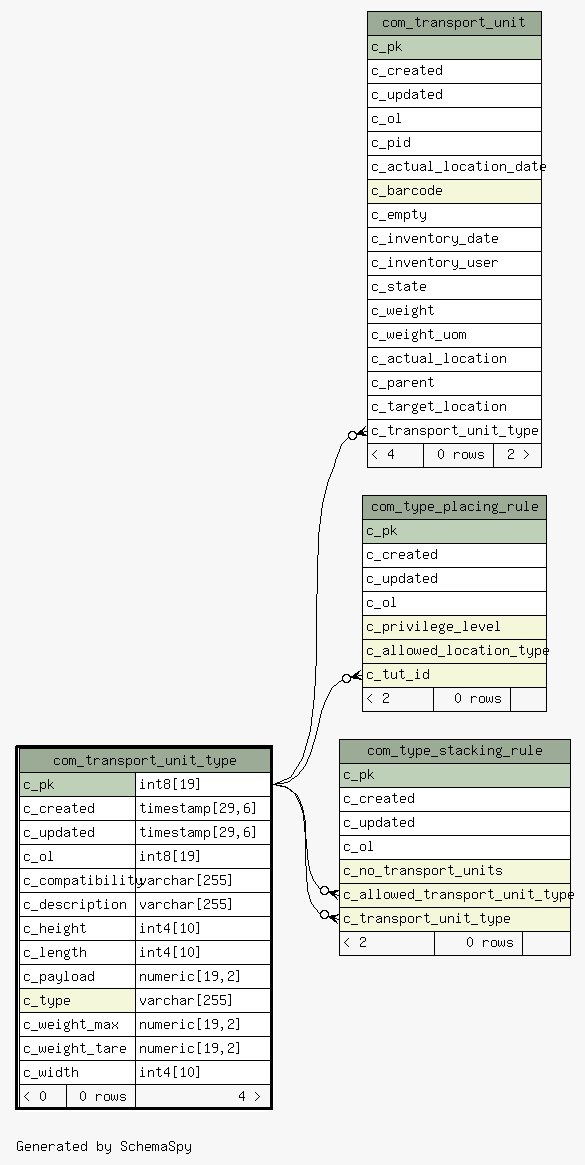 com_transport_unit
c_pk
c_created
c_updated
c_ol
c_pid
c_actual_location_date
c_barcode
c_empty
c_inventory_date
c_inventory_user
c_state
c_weight
c_weight_uom
c_actual_location
c_parent
c_target_location
c_transport_unit_type
< 4 0 rows 2 >
com_type_placing_rule
c_pk
c_created
c_updated
c_ol
c_privilege_level
c_allowed_location_type
c_tut_id
< 2 0 rows
com_type_stacking_rule
c_pk
c_created
c_updated
c_ol
c_no_transport_units
c_allowed_transport_unit_type
c_transport_unit_type
< 2 0 rows
com_transport_unit_type
c_pk int8[19]
c_created timestamp[29,6]
c_updated timestamp[29,6]
c_ol int8[19]
c_compatibility varchar[255]
c_description varchar[255]
c_height int4[10]
c_length int4[10]
c_payload numeric[19,2]
c_type varchar[255]
c_weight_max numeric[19,2]
c_weight_tare numeric[19,2]
c_width int4[10]
< 0 0 rows 4 >
Generated by SchemaSpy